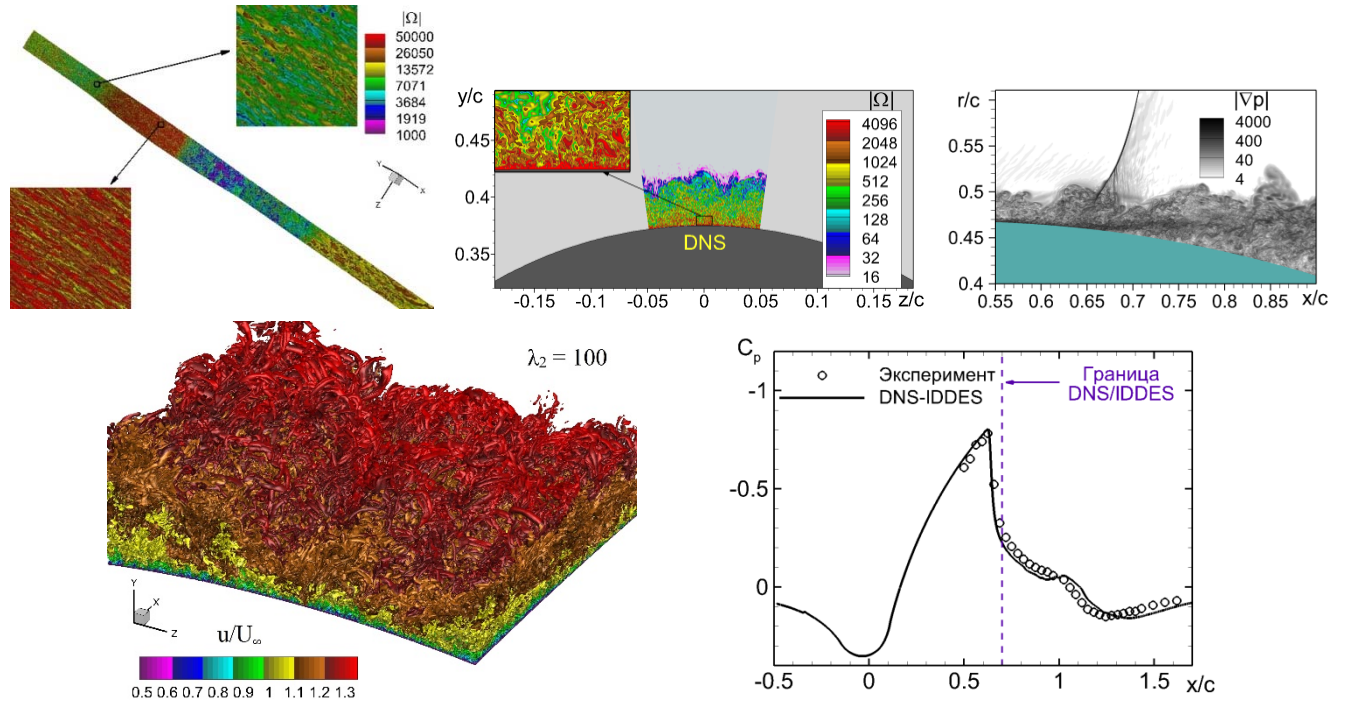 |Ω|
50000
26050
13572
7071
3684
1919
1000
Y
X
Z
y/c
0.45
0.4
0.35
|Ω|
4096
2048
1024
512
256
128
64
32
16
DNS
-0.15 -0.1 -0.05 0 0.05 0.1 0.15 z/c
r/c
0.55
0.5
0.45
0.4
|∇p|
4000
400
40
4
0.55 0.6 0.65 0.7 0.75 0.8 0.85 x/c
λ₂ = 100
Y
X
Z
u/U∞
0.5 0.6 0.7 0.8 0.9 1 1.1 1.2 1.3
Cp
-1
-0.5
0
Эксперимент
DNS-IDDES
Граница
DNS/IDDES
-0.5 0 0.5 1 1.5 x/c